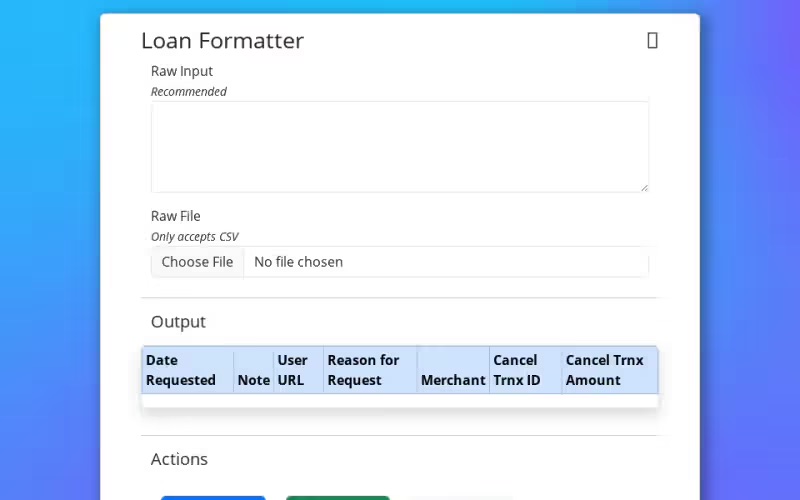 Loan Formatter
Raw Input
Recommended
Raw File
Only accepts CSV
Choose File No file chosen
Output
Date Requested Note User URL Reason for Request Merchant Cancel Trnx ID Cancel Trnx Amount
Actions